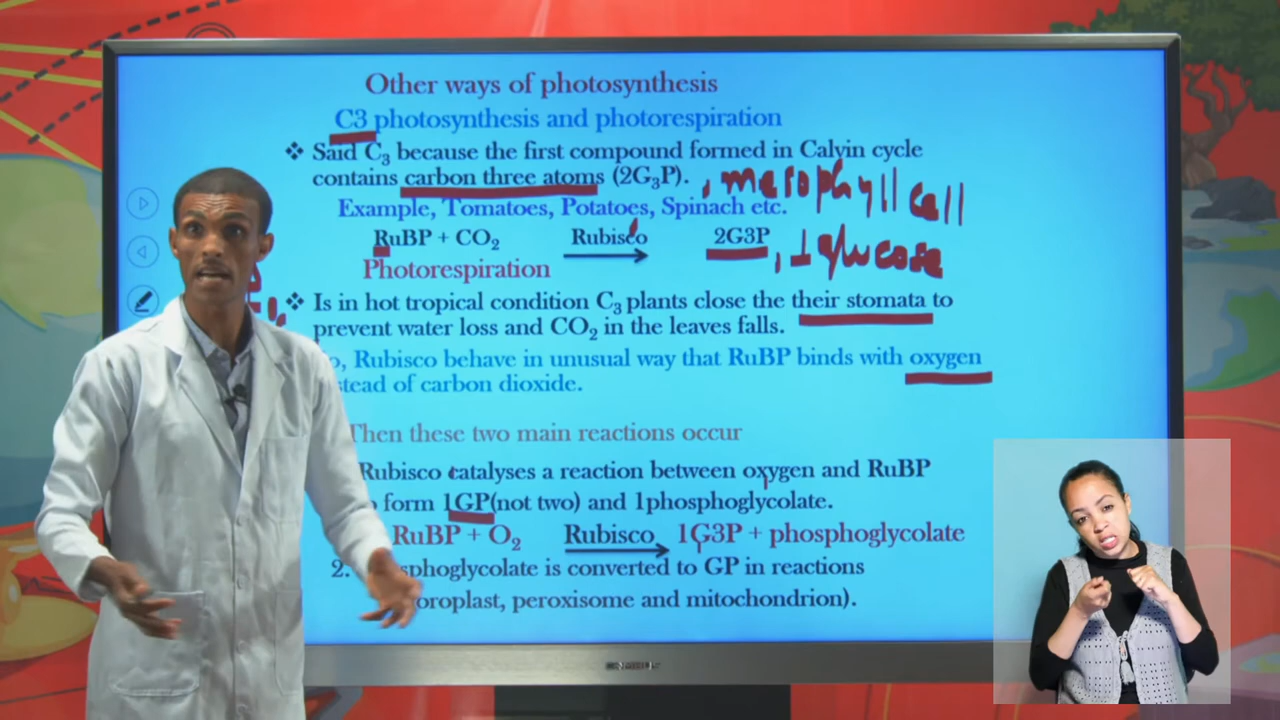 Other ways of photosynthesis
C3 photosynthesis and photorespiration
❖ Said C₃ because the first compound formed in Calvin cycle
contains carbon three atoms (2G₃P). , merophyll cell
Example, Tomatoes, Potatoes, Spinach etc.
RuBP + CO₂ Rubisco 2G3P , 1 glucose
Photorespiration
❖ Is in hot tropical condition C₃ plants close the their stomata to
prevent water loss and CO₂ in the leaves falls.
o, Rubisco behave in unusual way that RuBP binds with oxygen
stead of carbon dioxide.
Then these two main reactions occur
Rubisco catalyses a reaction between oxygen and RuBP
form 1GP(not two) and 1phosphoglycolate.
RuBP + O₂ Rubisco 1G3P + phosphoglycolate
2. sphoglycolate is converted to GP in reactions
oroplast, peroxisome and mitochondrion).